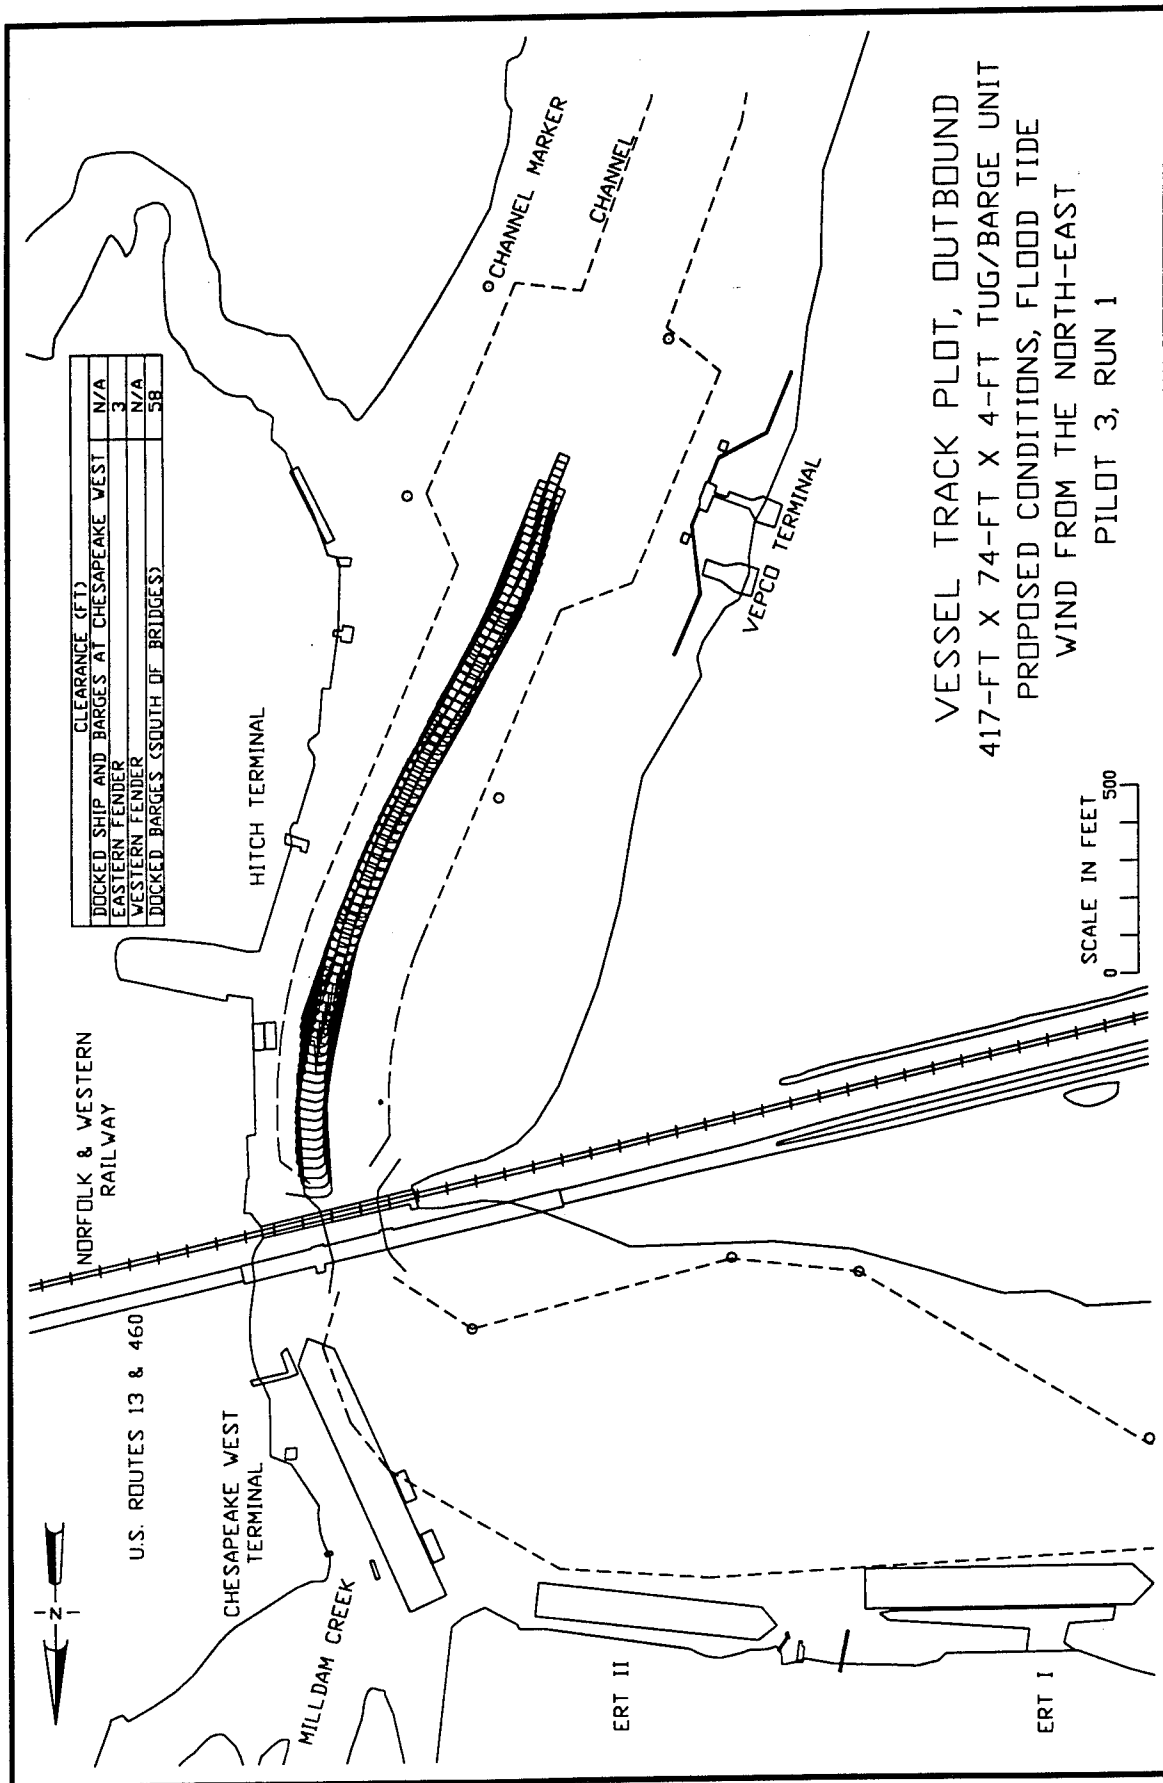 CLEARANCE (FT)
DOCKED SHIP AND BARGES AT CHESAPEAKE WEST N/A
EASTERN FENDER 3
WESTERN FENDER N/A
DOCKED BARGES (SOUTH OF BRIDGES) 58
N
U.S. ROUTES 13 & 460
NORFOLK & WESTERN
RAILWAY
HITCH TERMINAL
CHANNEL MARKER
CHANNEL
CHESAPEAKE WEST
TERMINAL
MILLDAM CREEK
VEPCO TERMINAL
ERT II
ERT I
SCALE IN FEET
0 500
VESSEL TRACK PLOT, OUTBOUND
417-FT X 74-FT X 4-FT TUG/BARGE UNIT
PROPOSED CONDITIONS, FLOOD TIDE
WIND FROM THE NORTH-EAST
PILOT 3, RUN 1